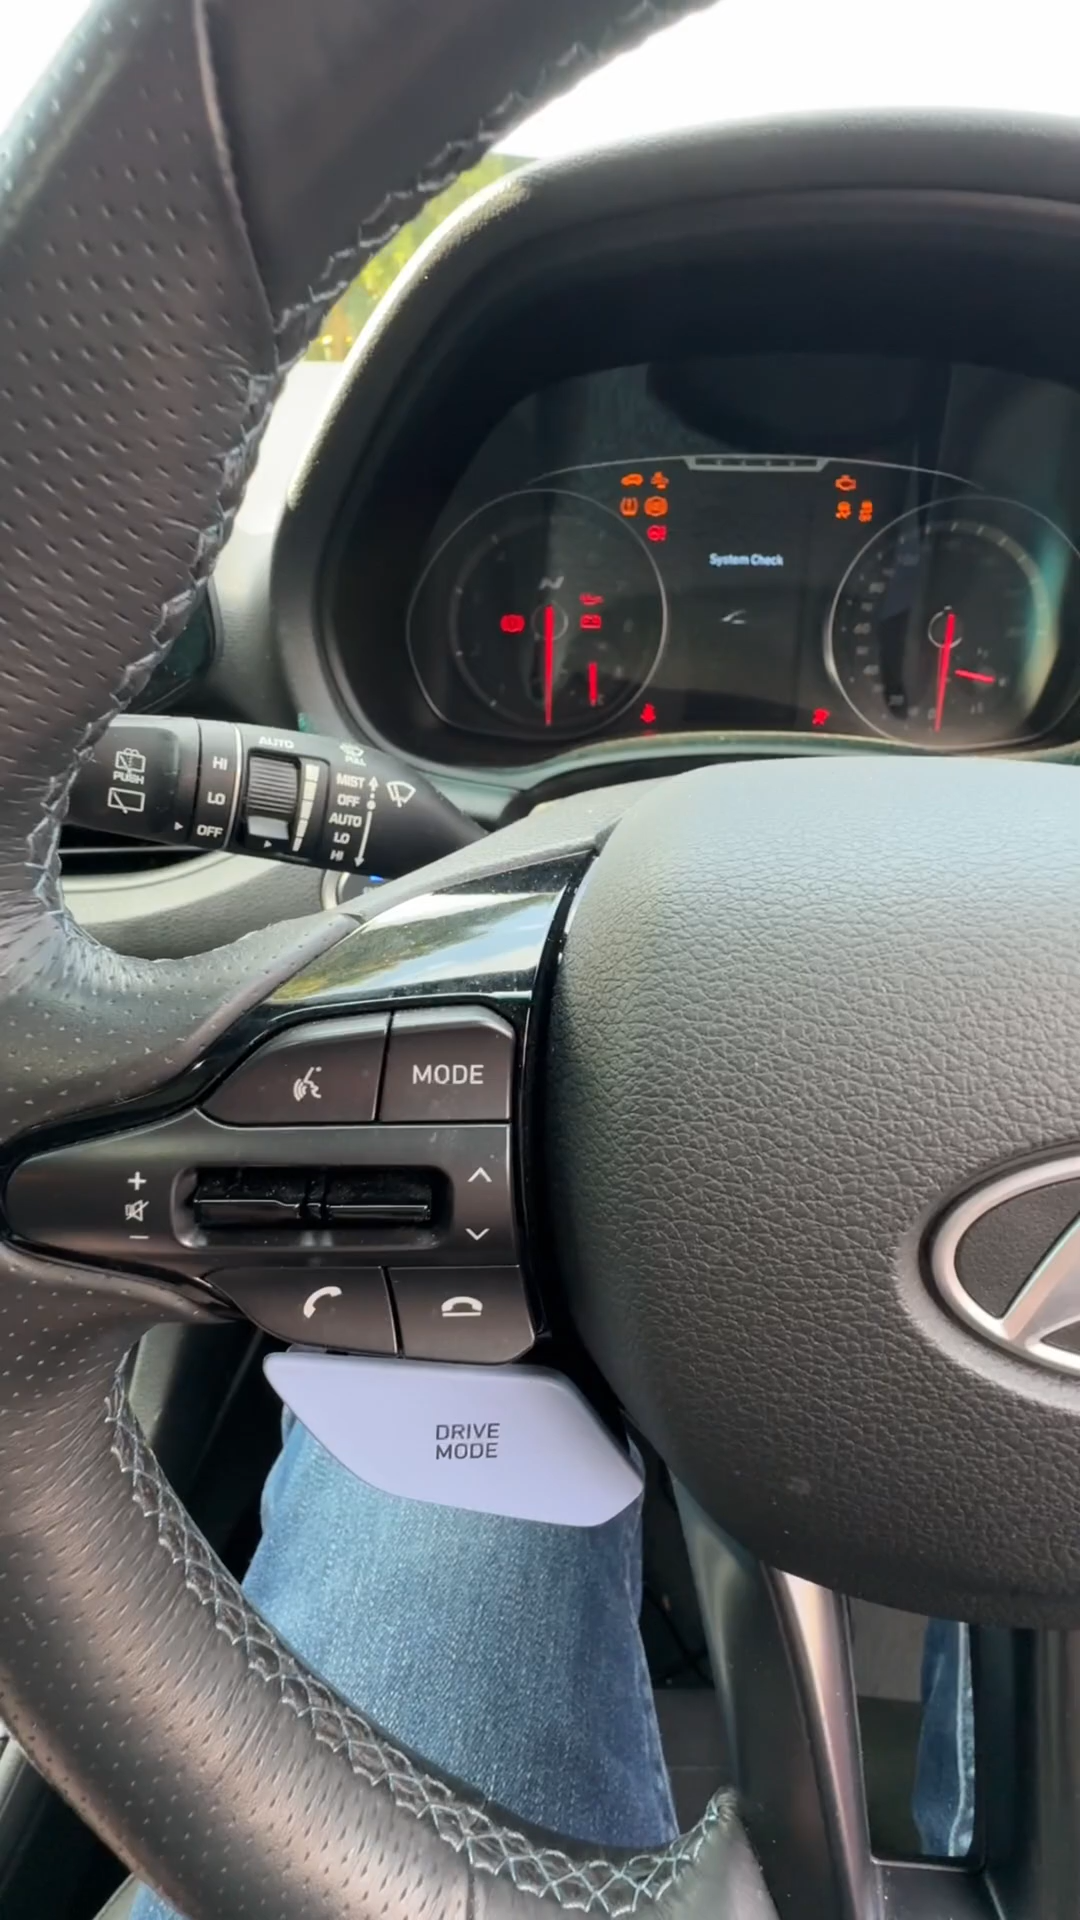 System Check
AUTO
PUSH
HI
LO
OFF
PULL
MIST
OFF
AUTO
LO
HI
MODE
+
−
DRIVE
MODE
N